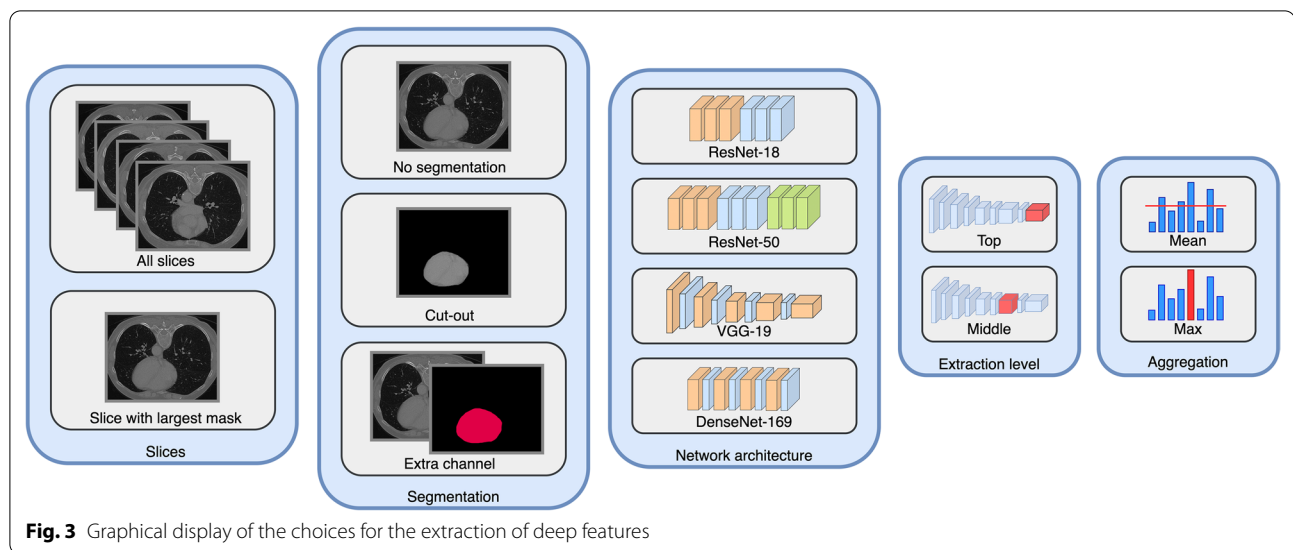 All slices
Slice with largest mask
Slices
No segmentation
Cut-out
Extra channel
Segmentation
ResNet-18
ResNet-50
VGG-19
DenseNet-169
Network architecture
Top
Middle
Extraction level
Mean
Max
Aggregation
Fig. 3 Graphical display of the choices for the extraction of deep features